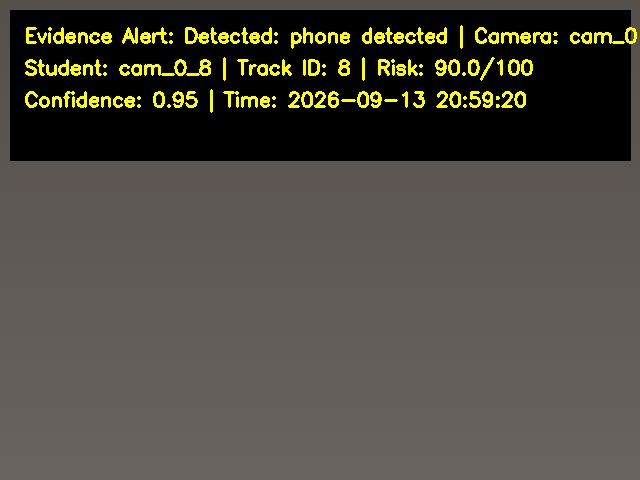 Evidence Alert: Detected: phone detected | Camera: cam_0
Student: cam_0_8 | Track ID: 8 | Risk: 90.0/100
Confidence: 0.95 | Time: 2026-09-13 20:59:20